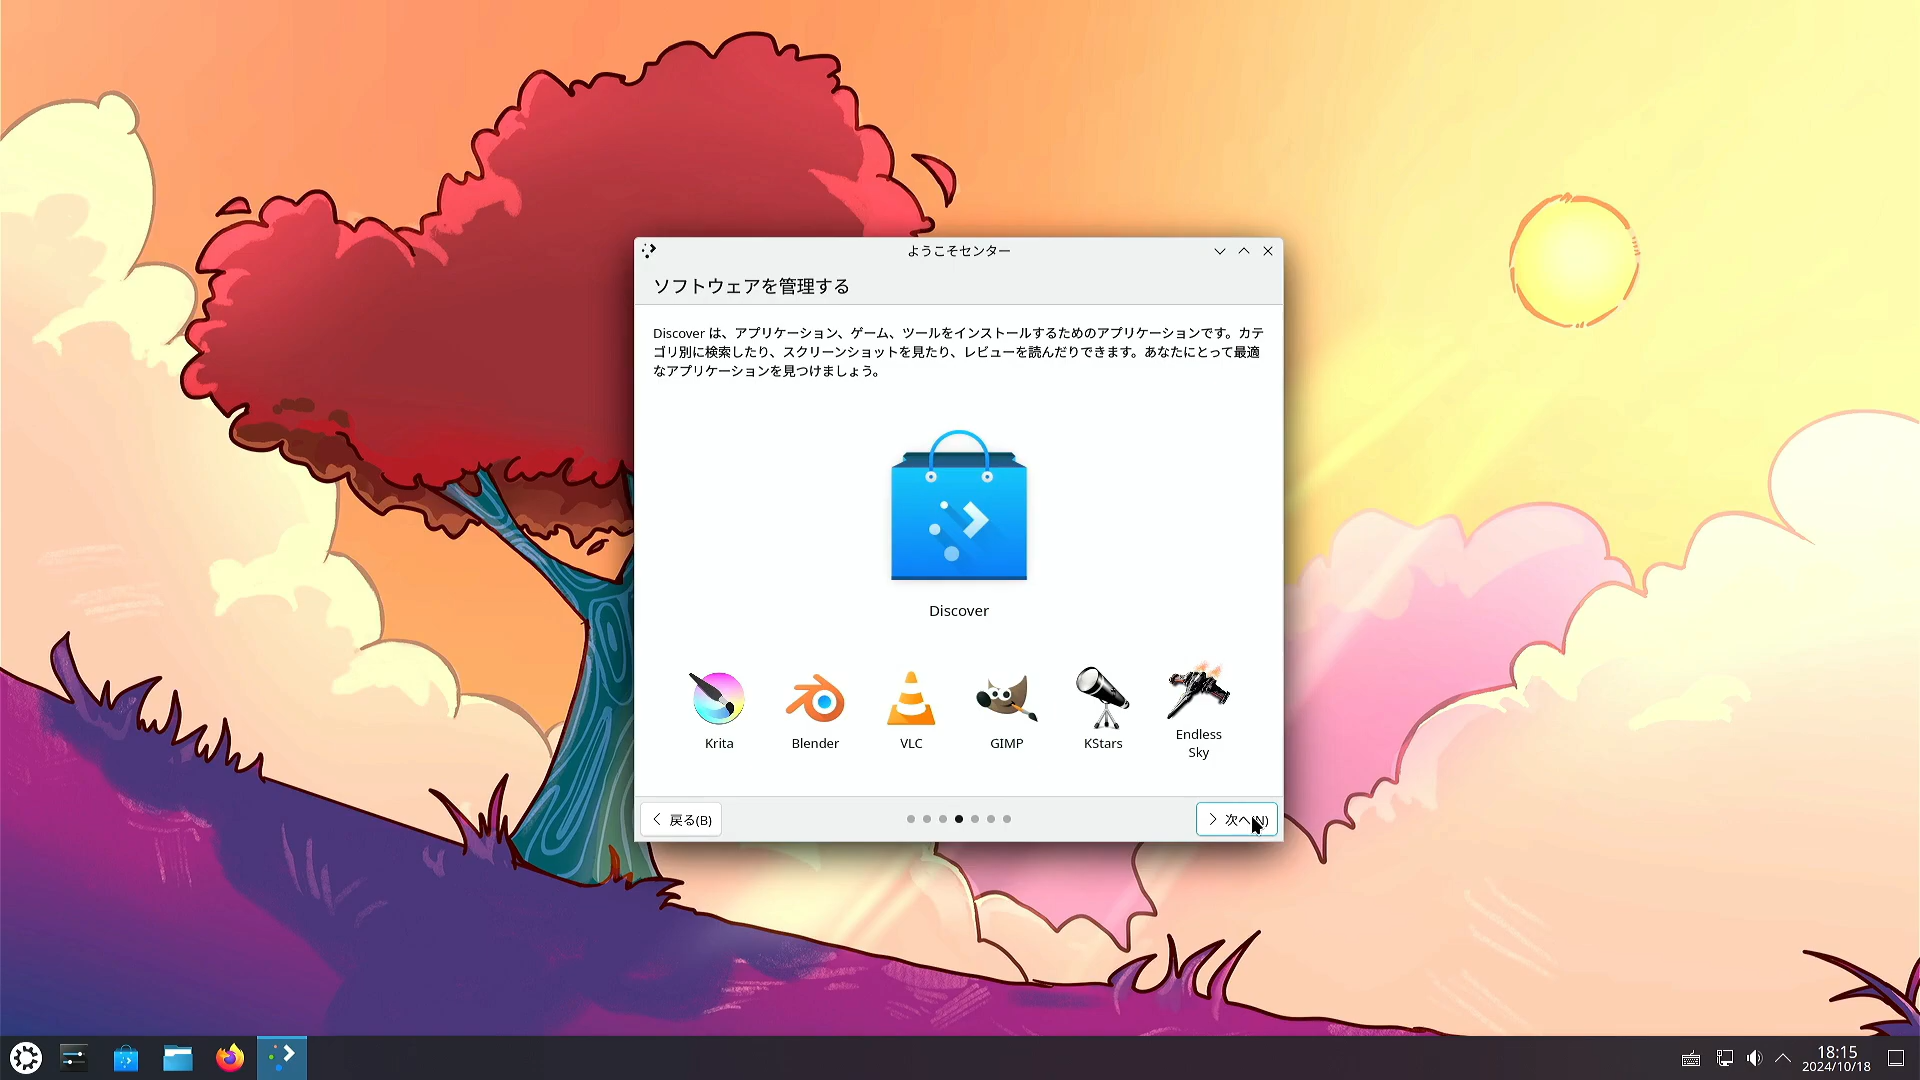 ようこそセンター
ソフトウェアを管理する
Discover は、アプリケーション、ゲーム、ツールをインストールするためのアプリケーションです。カテ
ゴリ別に検索したり、スクリーンショットを見たり、レビューを読んだりできます。あなたにとって最適
なアプリケーションを見つけましょう。
Discover
Krita
Blender
VLC
GIMP
KStars
Endless
Sky
戻る(B)
次へ(N)
18:15
2024/10/18